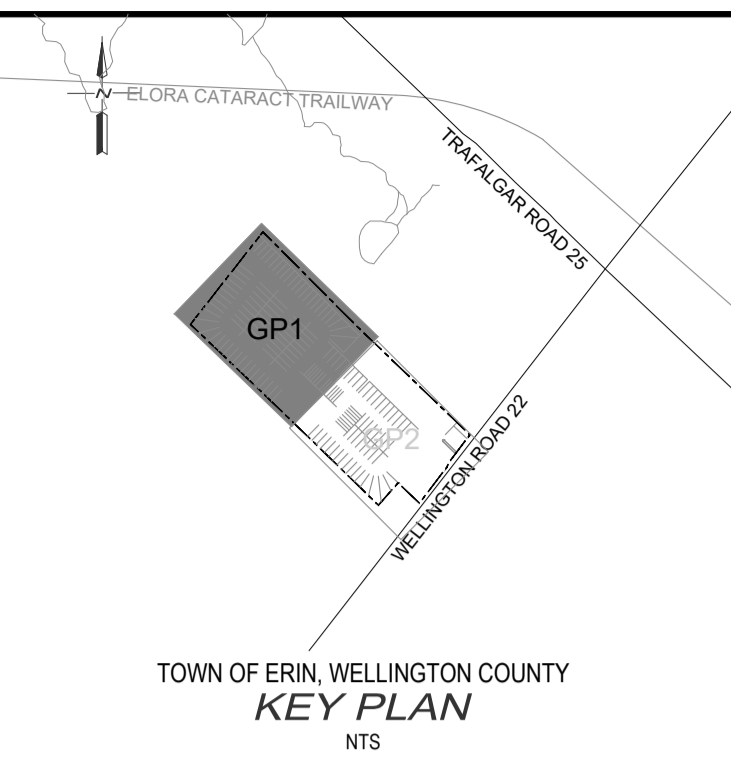 N
ELORA CATARACT TRAILWAY
TRAFALGAR ROAD 25
GP1
GP2
WELLINGTON ROAD 22
TOWN OF ERIN, WELLINGTON COUNTY
KEY PLAN
NTS